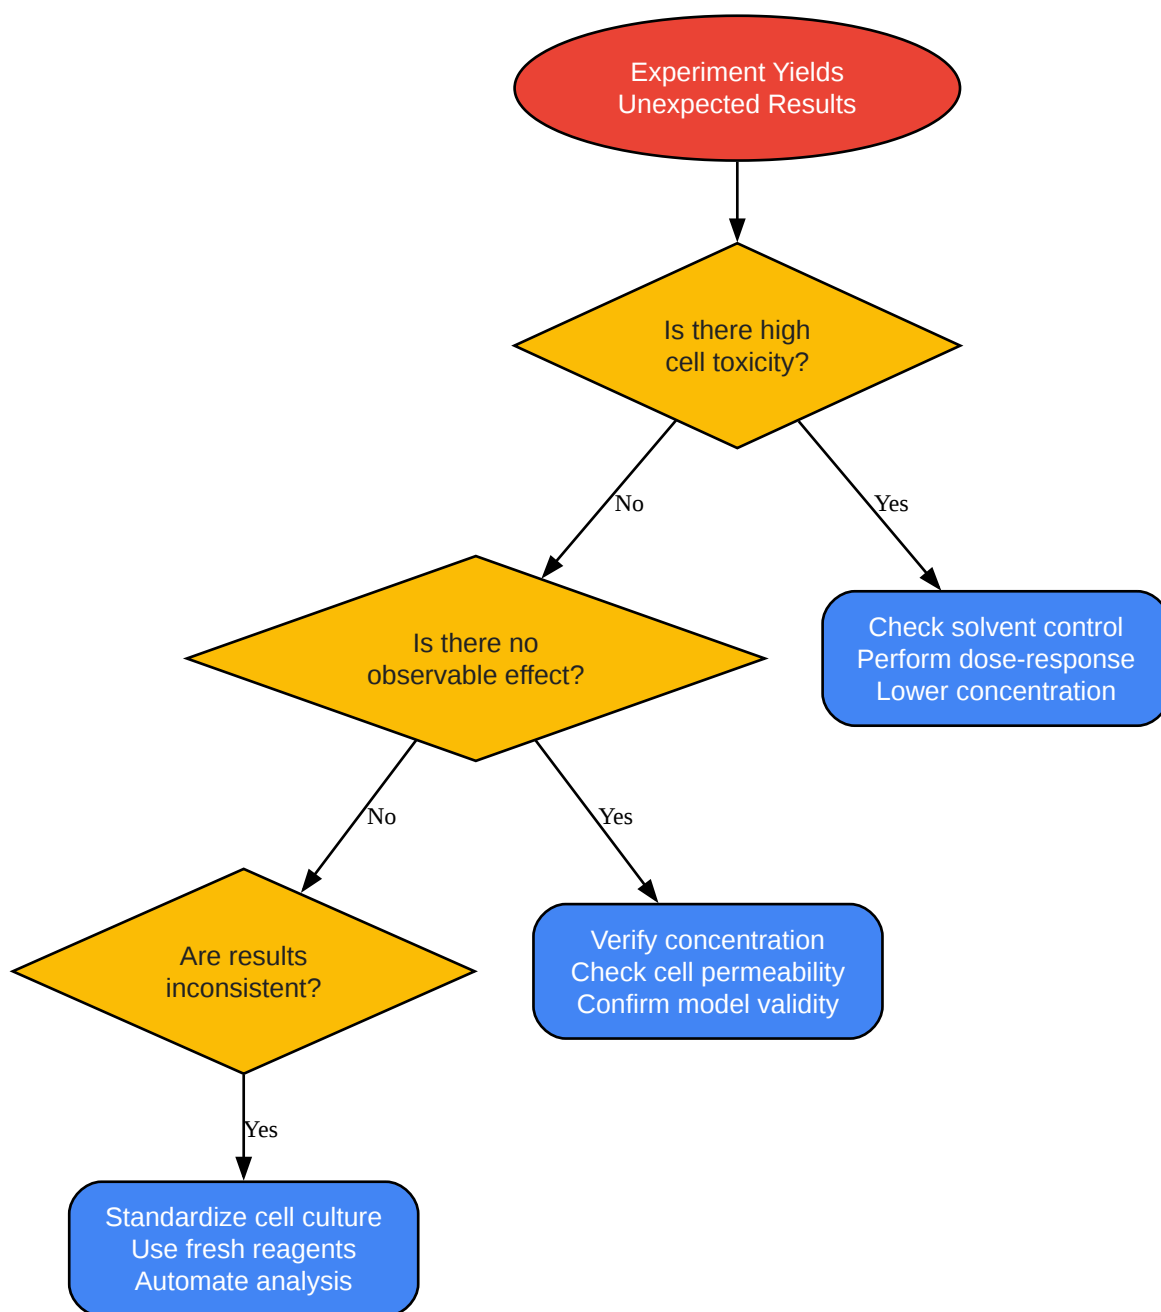 Experiment Yields
Unexpected Results
Is there high
cell toxicity?
No
Yes
Is there no
observable effect?
Check solvent control
Perform dose-response
Lower concentration
No
Yes
Are results
inconsistent?
Verify concentration
Check cell permeability
Confirm model validity
Yes
Standardize cell culture
Use fresh reagents
Automate analysis